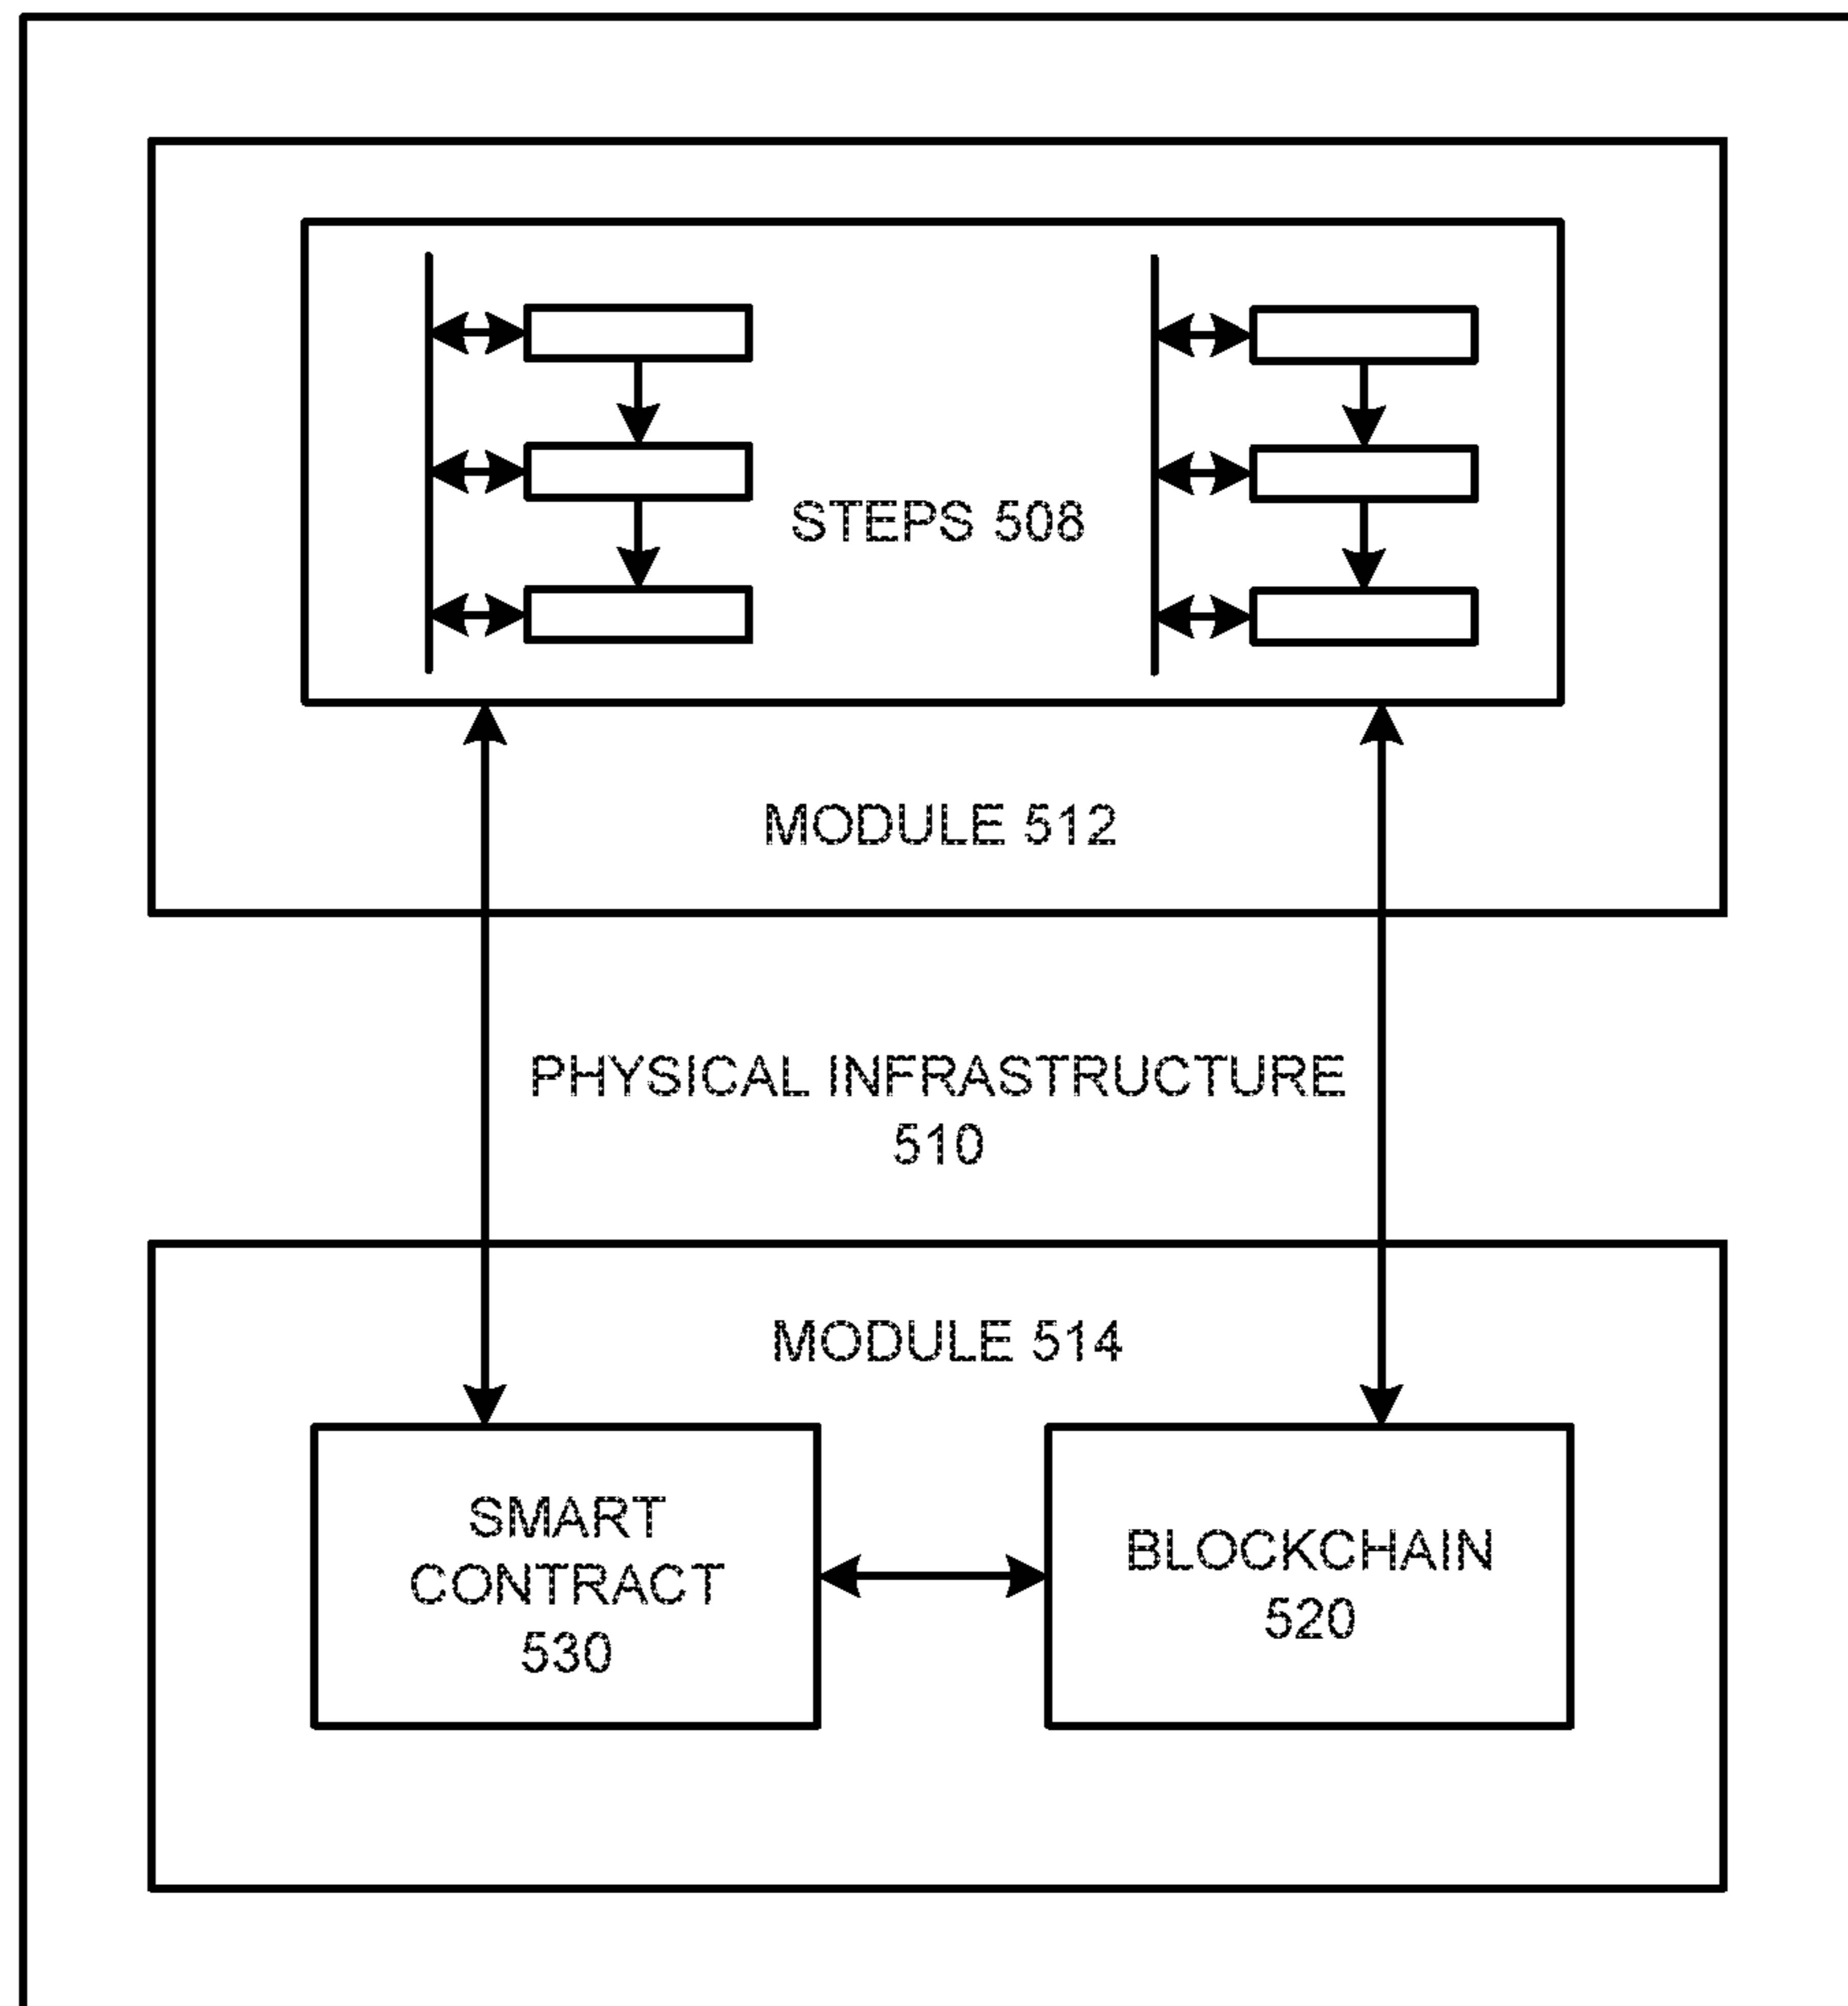 STEPS 508
MODULE 512
PHYSICAL INFRASTRUCTURE
510
MODULE 514
SMART
CONTRACT
530
BLOCKCHAIN
520